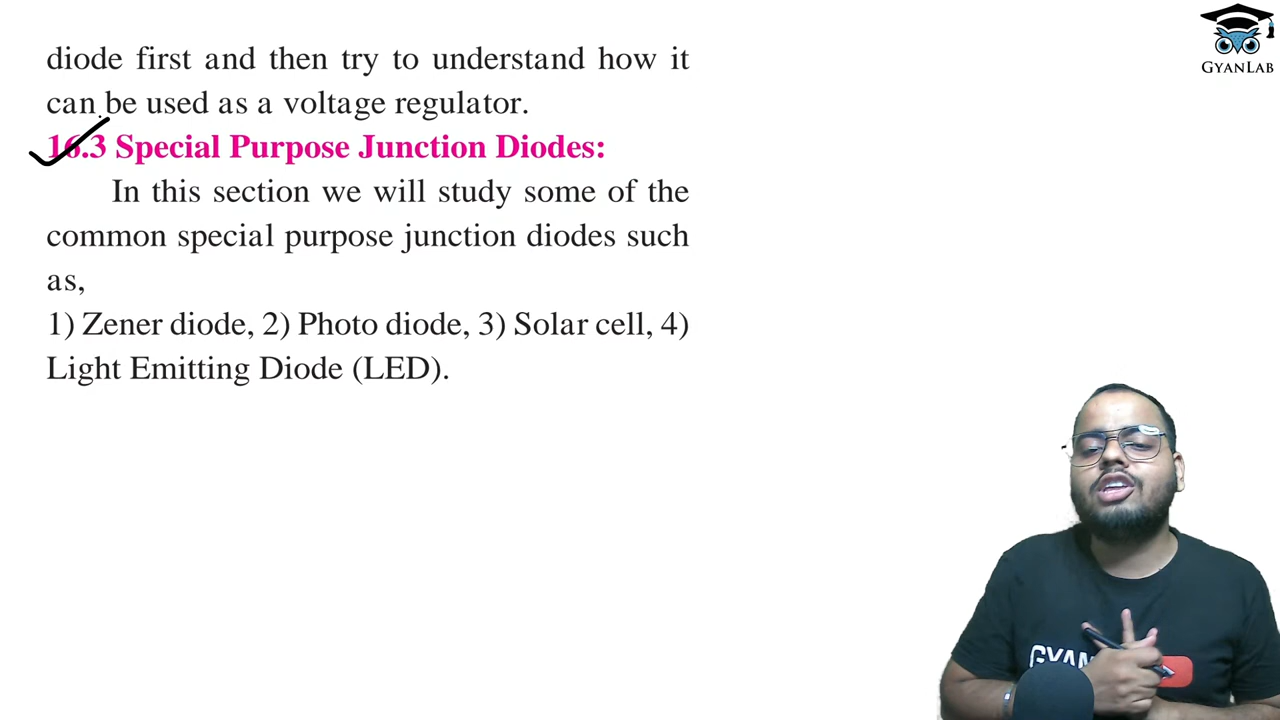 diode first and then try to understand how it
can be used as a voltage regulator.
16.3 Special Purpose Junction Diodes:
In this section we will study some of the
common special purpose junction diodes such
as,
1) Zener diode, 2) Photo diode, 3) Solar cell, 4)
Light Emitting Diode (LED).
GYANLAB
GYAN